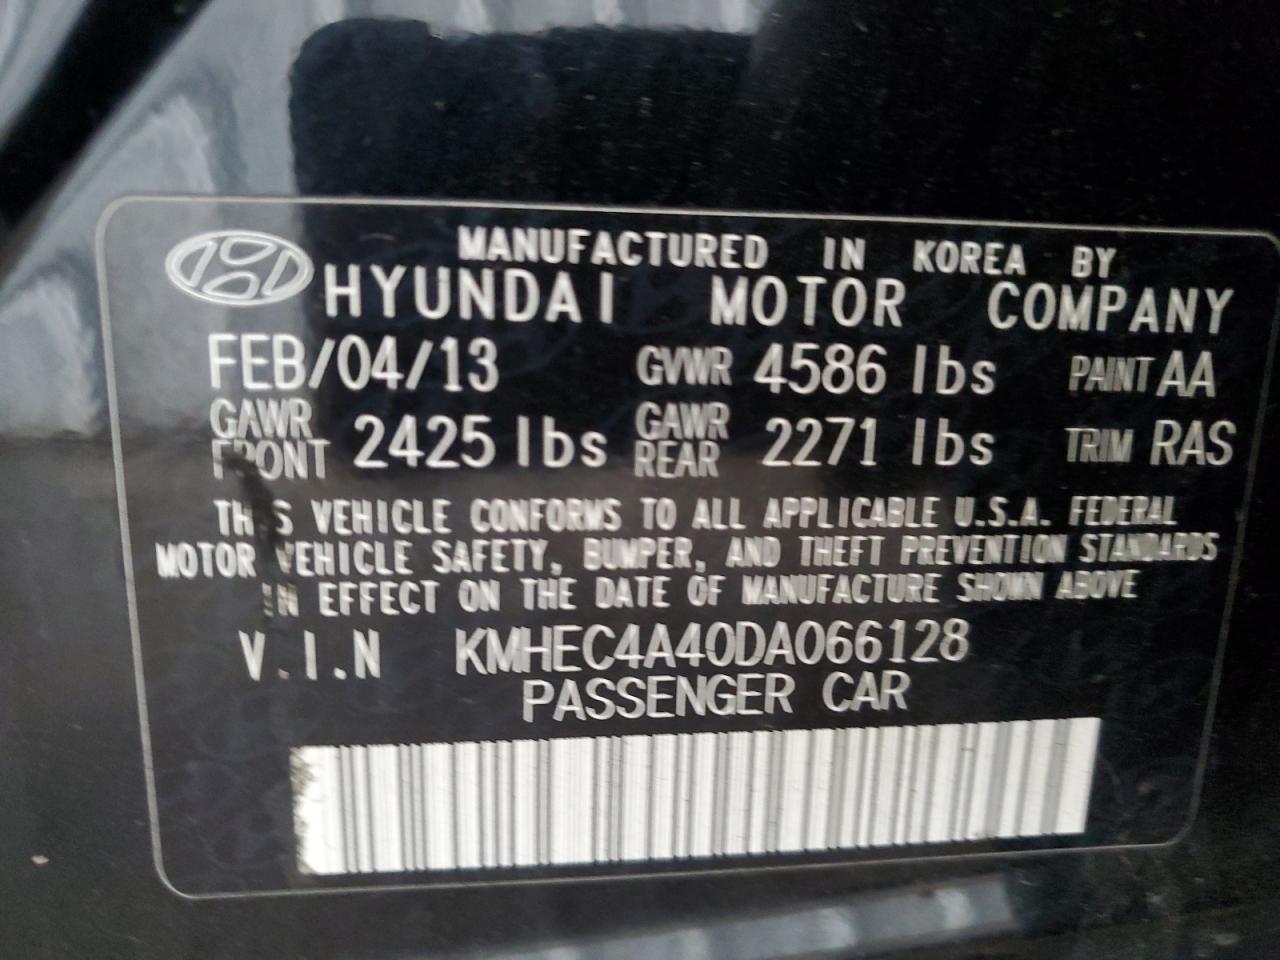 MANUFACTURED IN KOREA BY
HYUNDAI MOTOR COMPANY
FEB/04/13 GVWR 4586 lbs PAINT AA
GAWR FRONT 2425 lbs GAWR REAR 2271 lbs TRIM RAS
THIS VEHICLE CONFORMS TO ALL APPLICABLE U.S.A. FEDERAL
MOTOR VEHICLE SAFETY, BUMPER, AND THEFT PREVENTION STANDARDS
IN EFFECT ON THE DATE OF MANUFACTURE SHOWN ABOVE
V.I.N KMHEC4A40DA066128
PASSENGER CAR